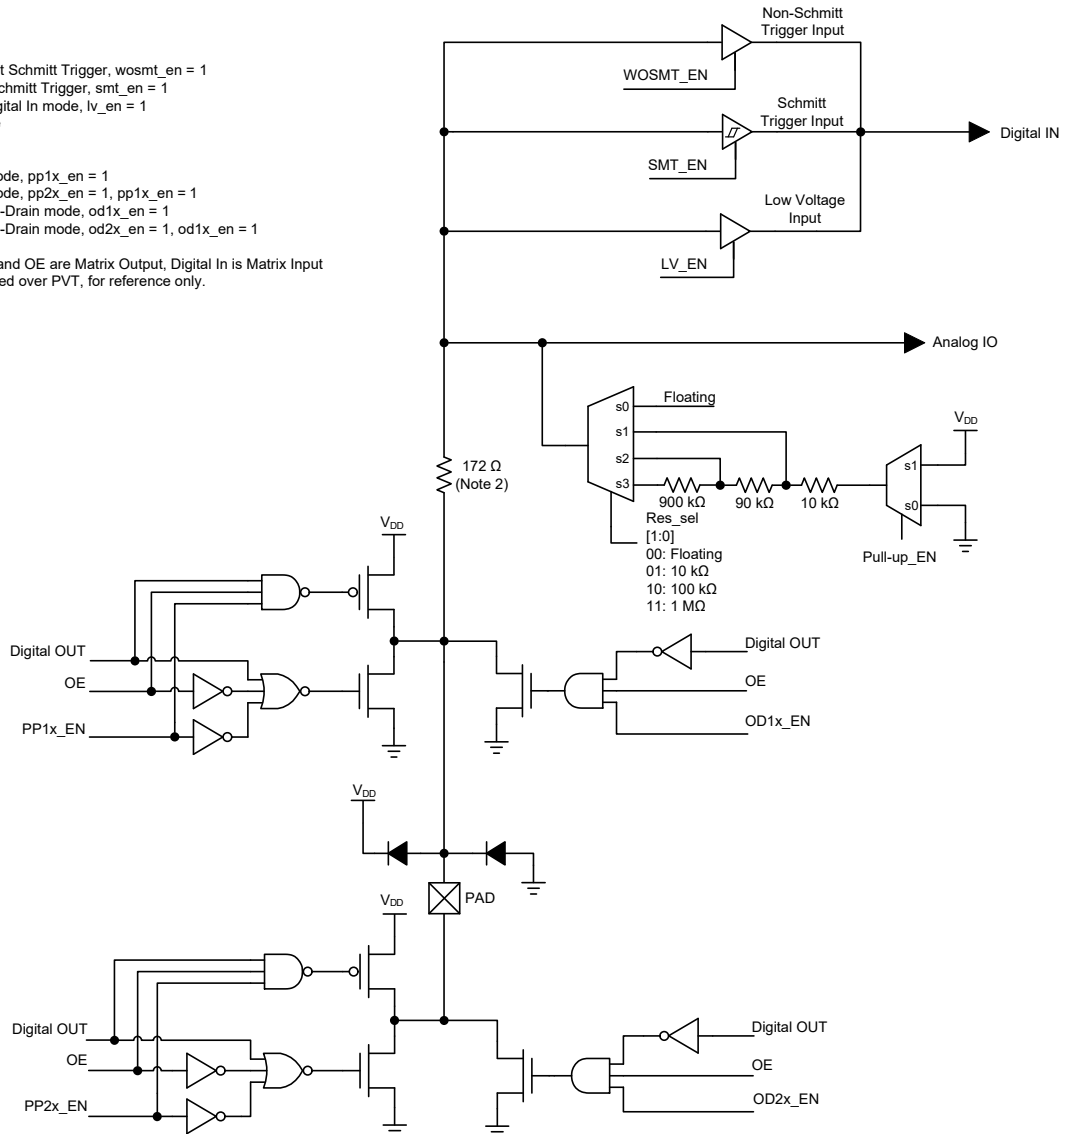 t Schmitt Trigger, wosmt_en = 1
chmitt Trigger, smt_en = 1
gital In mode, lv_en = 1
ode, pp1x_en = 1
ode, pp2x_en = 1, pp1x_en = 1
-Drain mode, od1x_en = 1
-Drain mode, od2x_en = 1, od1x_en = 1
and OE are Matrix Output, Digital In is Matrix Input
ed over PVT, for reference only.
Non-Schmitt
Trigger Input
WOSMT_EN
Schmitt
Trigger Input
SMT_EN
Digital IN
Low Voltage
Input
LV_EN
Analog IO
Floating
s0
s1
s2
s3
900 kΩ
90 kΩ
10 kΩ
VDD
s1
s0
Pull-up_EN
Res_sel
[1:0]
00: Floating
01: 10 kΩ
10: 100 kΩ
11: 1 MΩ
172 Ω
(Note 2)
VDD
Digital OUT
OE
PP1x_EN
Digital OUT
OE
OD1x_EN
VDD
PAD
VDD
Digital OUT
OE
PP2x_EN
Digital OUT
OE
OD2x_EN